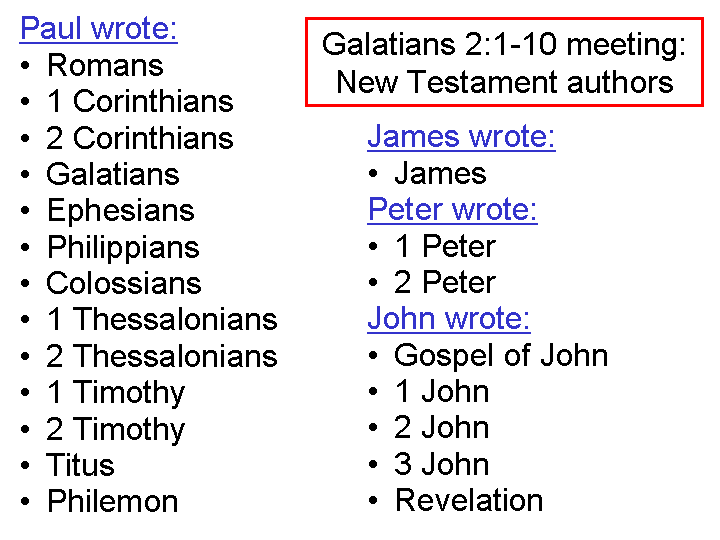 Paul wrote:
• Romans
• 1 Corinthians
• 2 Corinthians
• Galatians
• Ephesians
• Philippians
• Colossians
• 1 Thessalonians
• 2 Thessalonians
• 1 Timothy
• 2 Timothy
• Titus
• Philemon
Galatians 2:1-10 meeting:
New Testament authors
James wrote:
• James
Peter wrote:
• 1 Peter
• 2 Peter
John wrote:
• Gospel of John
• 1 John
• 2 John
• 3 John
• Revelation